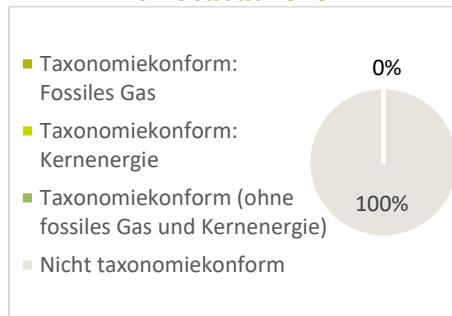 Taxonomiekonform:
Fossiles Gas
Taxonomiekonform:
Kernenergie
Taxonomiekonform (ohne
fossiles Gas und Kernenergie)
Nicht taxonomiekonform
0%
100%